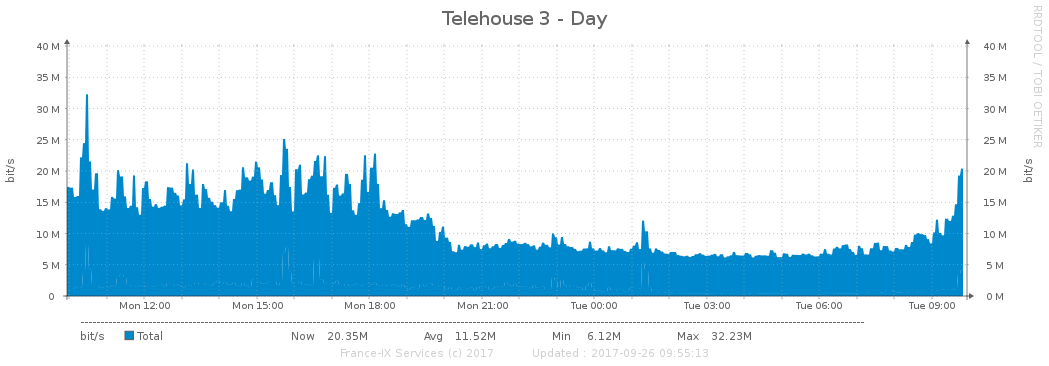 Telehouse 3 - Day
RRDTOOL / TOBI OETIKER
bit/s
40 M
35 M
30 M
25 M
20 M
15 M
10 M
5 M
0
40 M
35 M
30 M
25 M
20 M
15 M
10 M
5 M
0 M
bit/s
Mon 12:00 Mon 15:00 Mon 18:00 Mon 21:00 Tue 00:00 Tue 03:00 Tue 06:00 Tue 09:00
bit/s Total Now 20.35M Avg 11.52M Min 6.12M Max 32.23M
France-IX Services (c) 2017 Updated : 2017-09-26 09:55:13